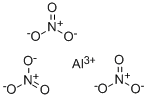 O
N⁺
⁻O O⁻
O⁻ Al³⁺ O
N⁺ N⁺
⁻O O ⁻O O⁻